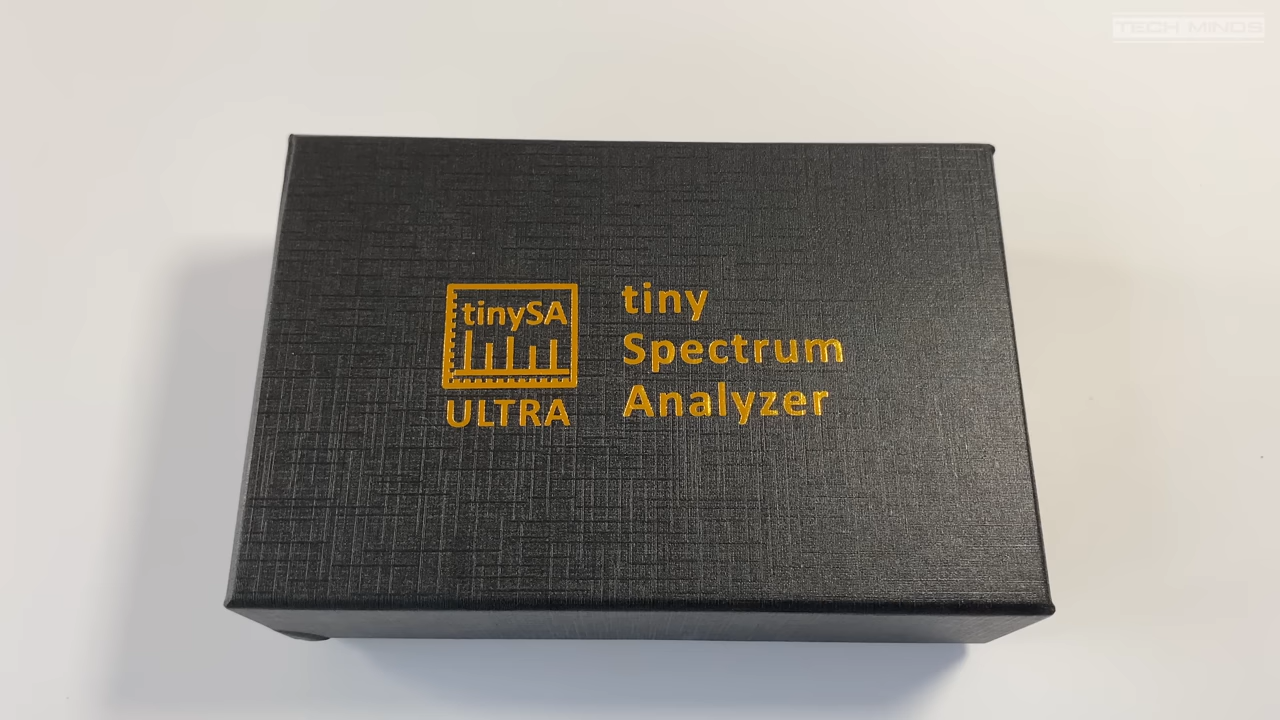 TECH MINDS
tinySA
ULTRA
tiny
Spectrum
Analyzer